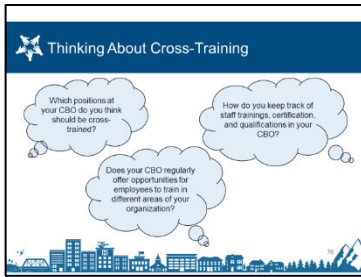 Thinking About Cross-Training
Which positions at
your CBO do you think
should be cross-
trained?
How do you keep track of
staff trainings, certification,
and qualifications in your
CBO?
Does your CBO regularly
offer opportunities for
employees to train in
different areas of your
organization?